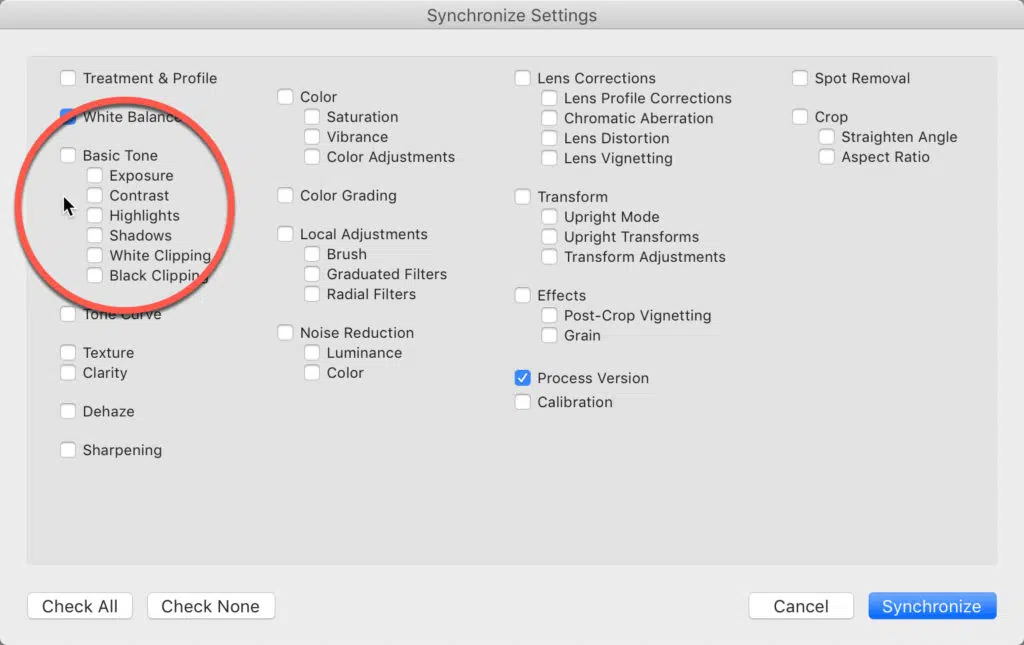 Synchronize Settings
Treatment & Profile
White Balance
Basic Tone
Exposure
Contrast
Highlights
Shadows
White Clipping
Black Clipping
Tone Curve
Texture
Clarity
Dehaze
Sharpening
Color
Saturation
Vibrance
Color Adjustments
Color Grading
Local Adjustments
Brush
Graduated Filters
Radial Filters
Noise Reduction
Luminance
Color
Lens Corrections
Lens Profile Corrections
Chromatic Aberration
Lens Distortion
Lens Vignetting
Transform
Upright Mode
Upright Transforms
Transform Adjustments
Effects
Post-Crop Vignetting
Grain
Process Version
Calibration
Spot Removal
Crop
Straighten Angle
Aspect Ratio
Check All
Check None
Cancel
Synchronize